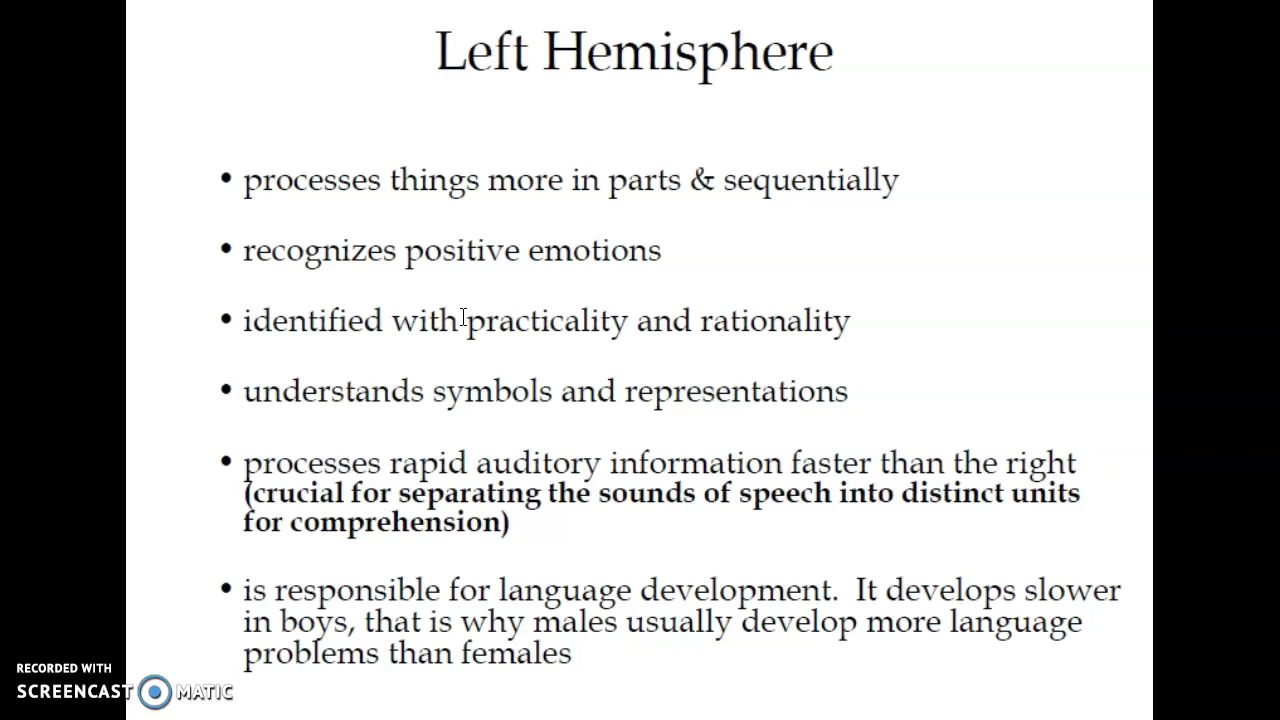 Left Hemisphere
• processes things more in parts & sequentially
• recognizes positive emotions
• identified with practicality and rationality
• understands symbols and representations
• processes rapid auditory information faster than the right
(crucial for separating the sounds of speech into distinct units
for comprehension)
• is responsible for language development. It develops slower
in boys, that is why males usually develop more language
problems than females
RECORDED WITH
SCREENCAST MATIC